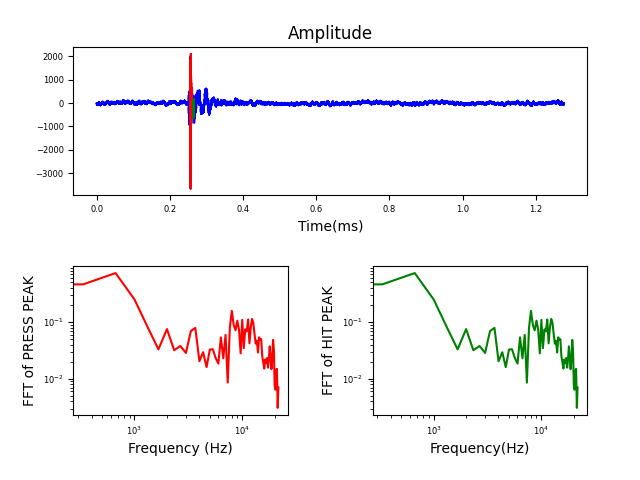 Amplitude
2000
1000
0
−1000
−2000
−3000
0.0 0.2 0.4 0.6 0.8 1.0 1.2
Time(ms)
FFT of PRESS PEAK
10⁻¹
10⁻²
10³ 10⁴
Frequency (Hz)
FFT of HIT PEAK
10⁻¹
10⁻²
10³ 10⁴
Frequency(Hz)